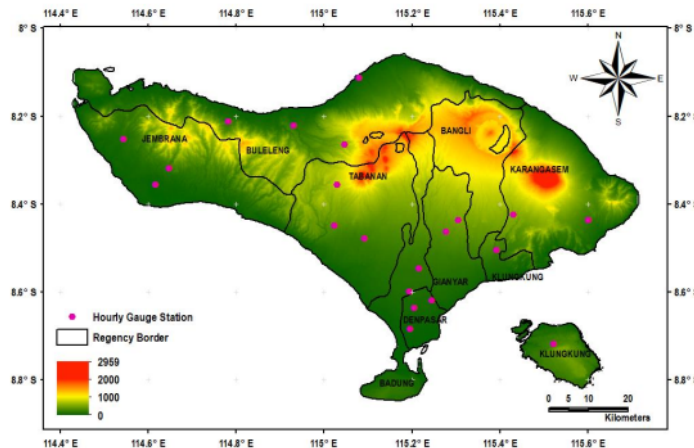 114.4° E 114.6° E 114.8° E 115° E 115.2° E 115.4° E 115.6° E
8° S 8° S
N
W E
S
8.2° S 8.2° S
JEMBRANA
BULELENG
BANGLI
TABANAN
KARANGASEM
8.4° S 8.4° S
KLUNGKUNG
GIANYAR
8.6° S 8.6° S
Hourly Gauge Station
DENPASAR
Regency Border
KLUNGKUNG
2959
2000
1000
0
8.8° S 8.8° S
BADUNG
0 5 10 20
Kilometers
114.4° E 114.6° E 114.8° E 115° E 115.2° E 115.4° E 115.6° E